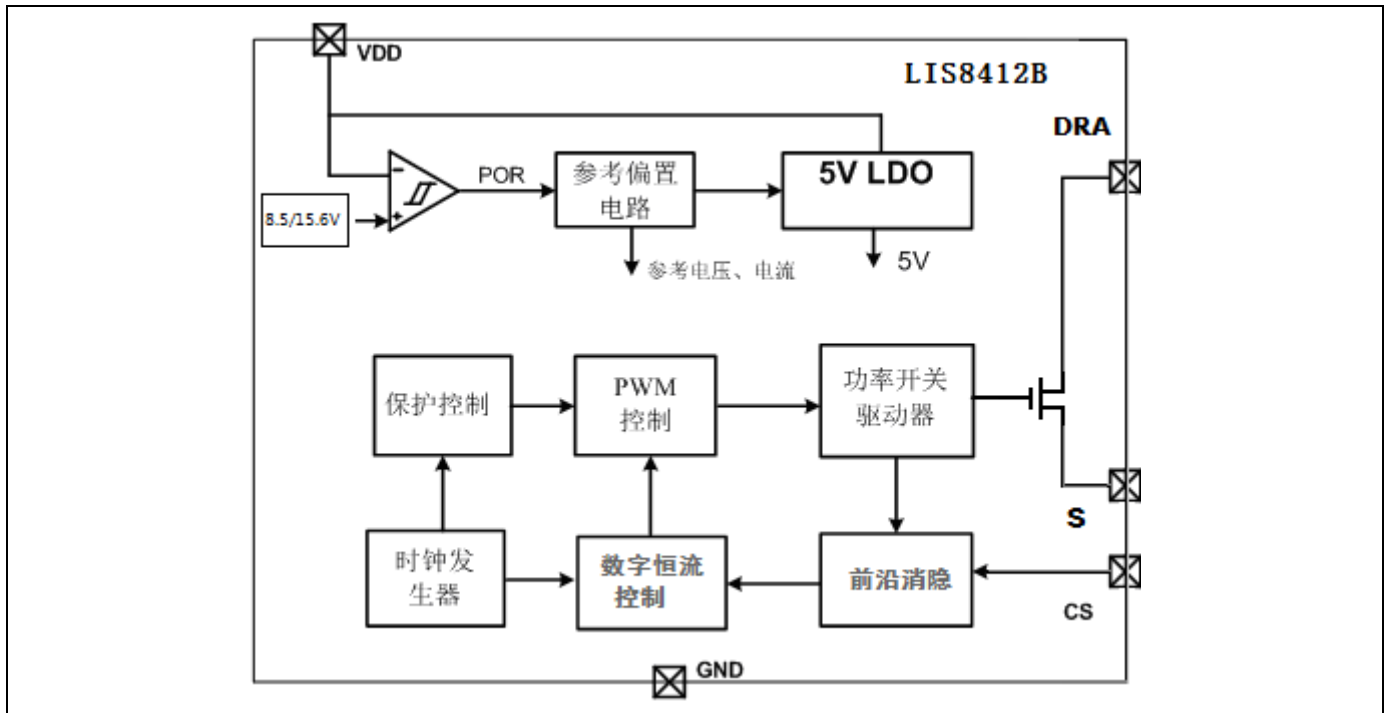 VDD
LIS8412B
DRA
8.5/15.6V
-
+
POR
参考偏置
电路
5V LDO
参考电压、电流
5V
保护控制
PWM
控制
功率开关
驱动器
S
时钟发
生器
数字恒流
控制
前沿消隐
CS
GND